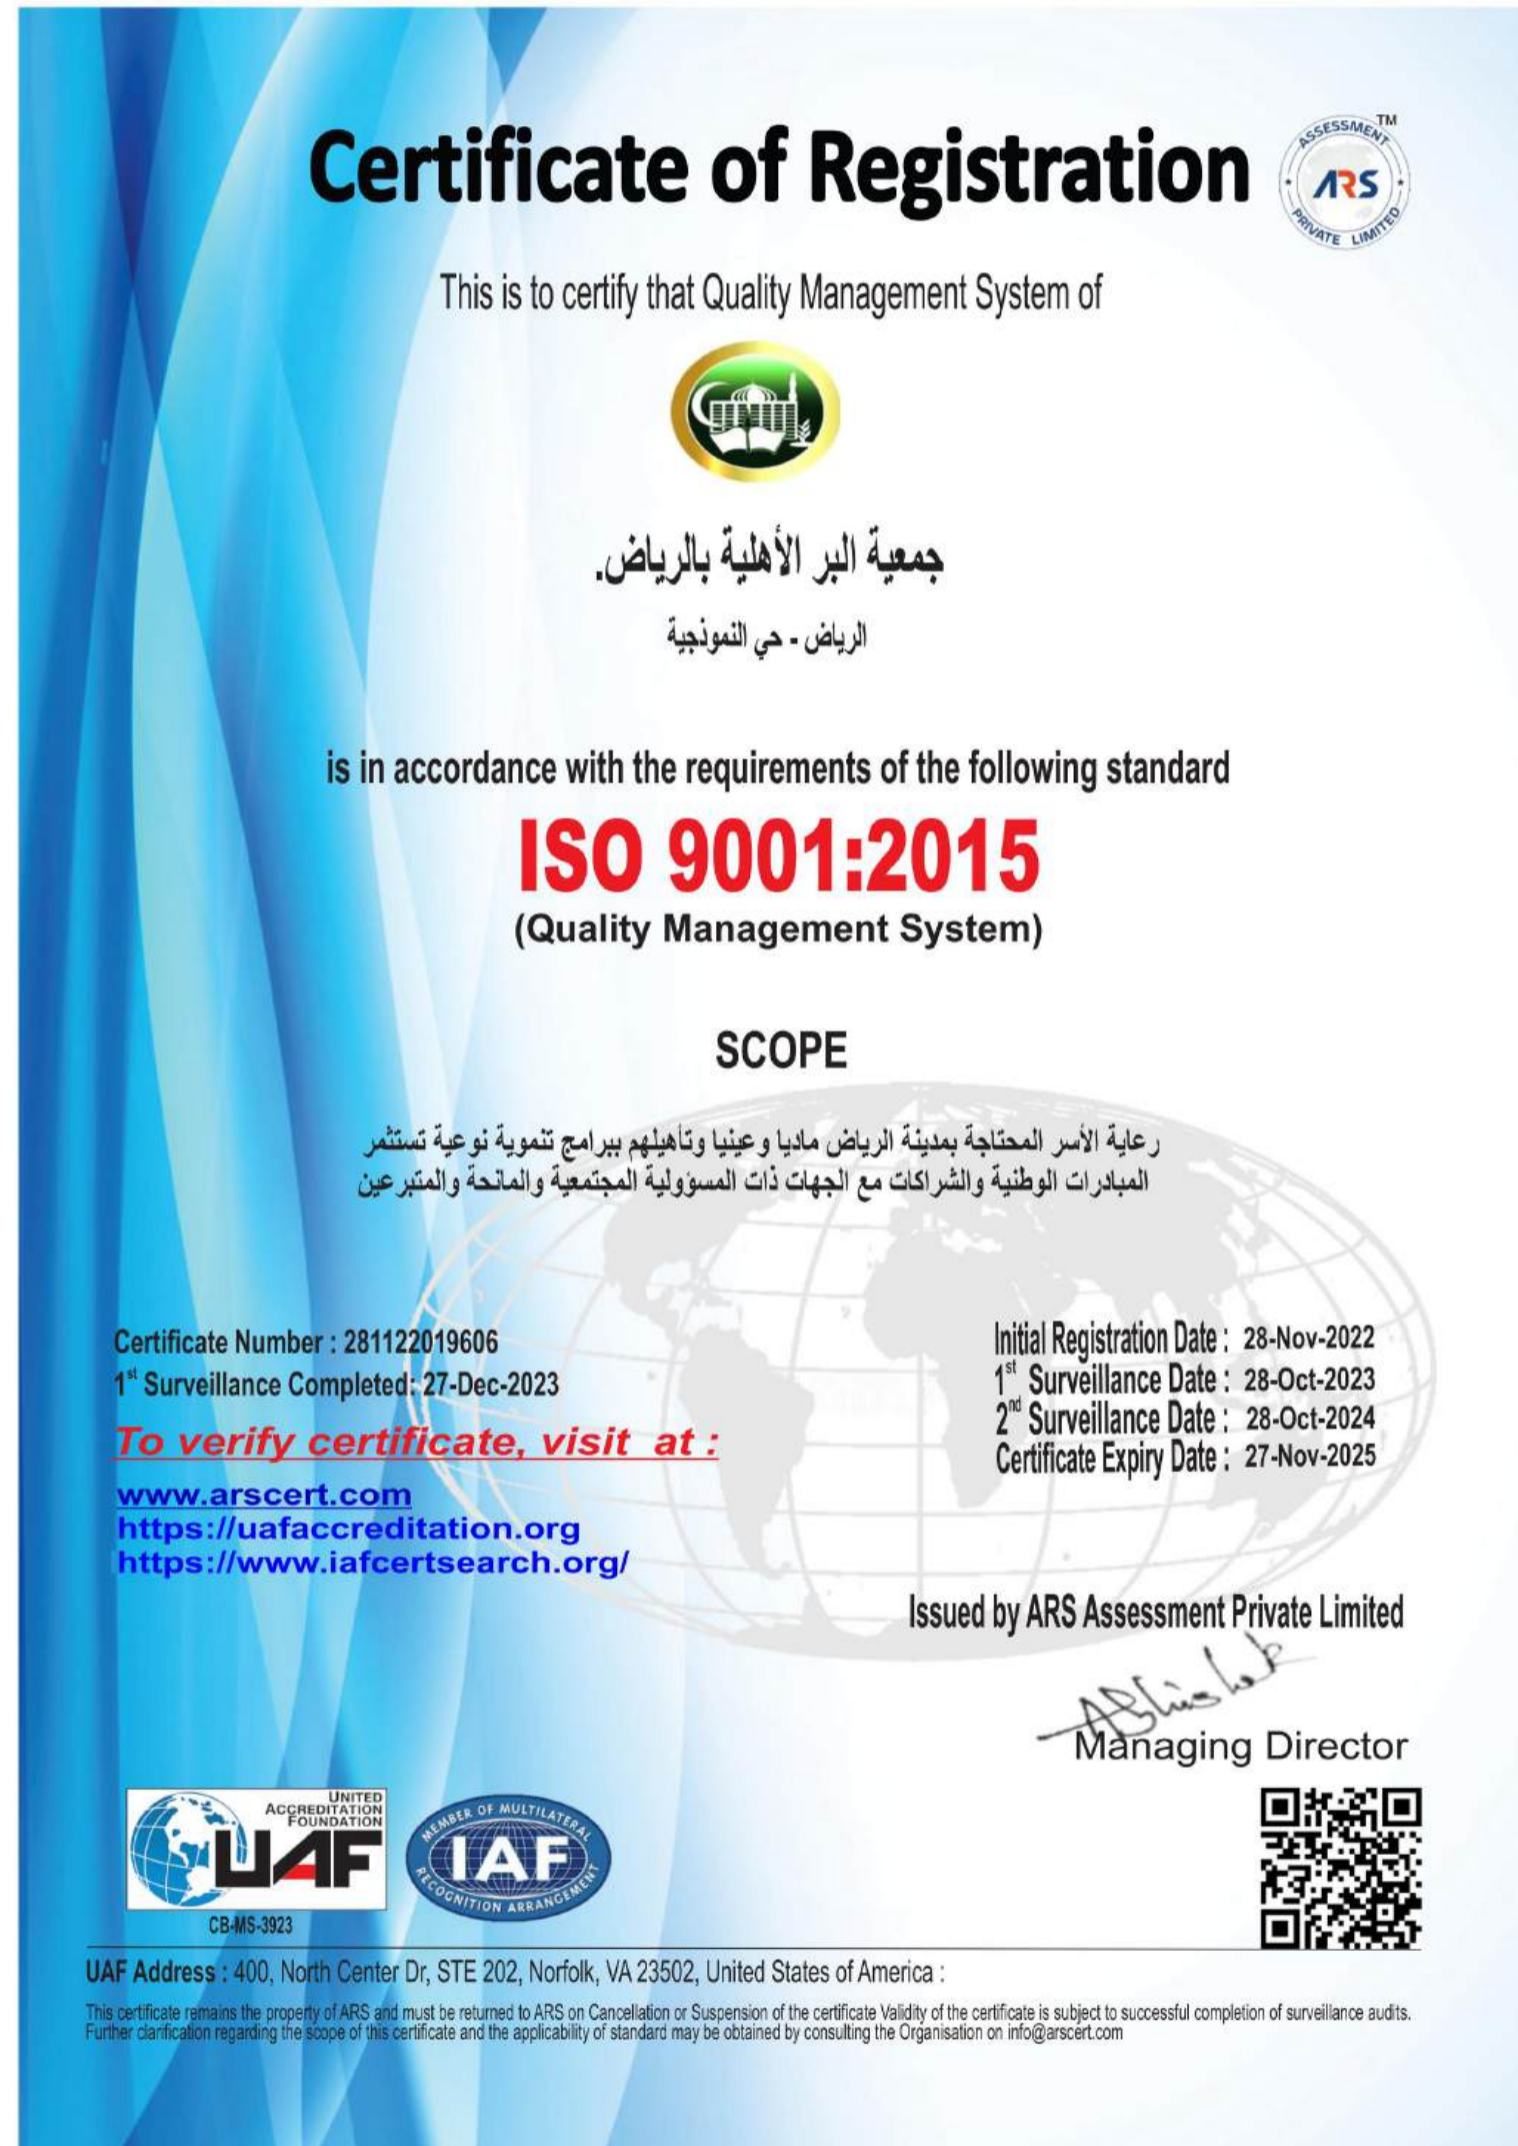 Certificate of Registration
ASSESSMENT
TM
ARS
PRIVATE LIMITED
This is to certify that Quality Management System of
جمعية البر الأهلية بالرياض.
الرياض - حي النموذجية
is in accordance with the requirements of the following standard
ISO 9001:2015
(Quality Management System)
SCOPE
رعاية الأسر المحتاجة بمدينة الرياض ماديا وعينيا وتأهيلهم ببرامج تنموية نوعية تستثمر
المبادرات الوطنية والشراكات مع الجهات ذات المسؤولية المجتمعية والمانحة والمتبرعين
Certificate Number : 281122019606
1st Surveillance Completed: 27-Dec-2023
To verify certificate, visit at :
www.arscert.com
https://uafaccreditation.org
https://www.iafcertsearch.org/
Initial Registration Date : 28-Nov-2022
1st Surveillance Date : 28-Oct-2023
2nd Surveillance Date : 28-Oct-2024
Certificate Expiry Date : 27-Nov-2025
Issued by ARS Assessment Private Limited
Abhishek
Managing Director
UNITED
ACCREDITATION
FOUNDATION
UAF
CB-MS-3923
MEMBER OF MULTILATERAL
IAF
RECOGNITION ARRANGEMENT
UAF Address : 400, North Center Dr, STE 202, Norfolk, VA 23502, United States of America :
This certificate remains the property of ARS and must be returned to ARS on Cancellation or Suspension of the certificate Validity of the certificate is subject to successful completion of surveillance audits.
Further clarification regarding the scope of this certificate and the applicability of standard may be obtained by consulting the Organisation on info@arscert.com